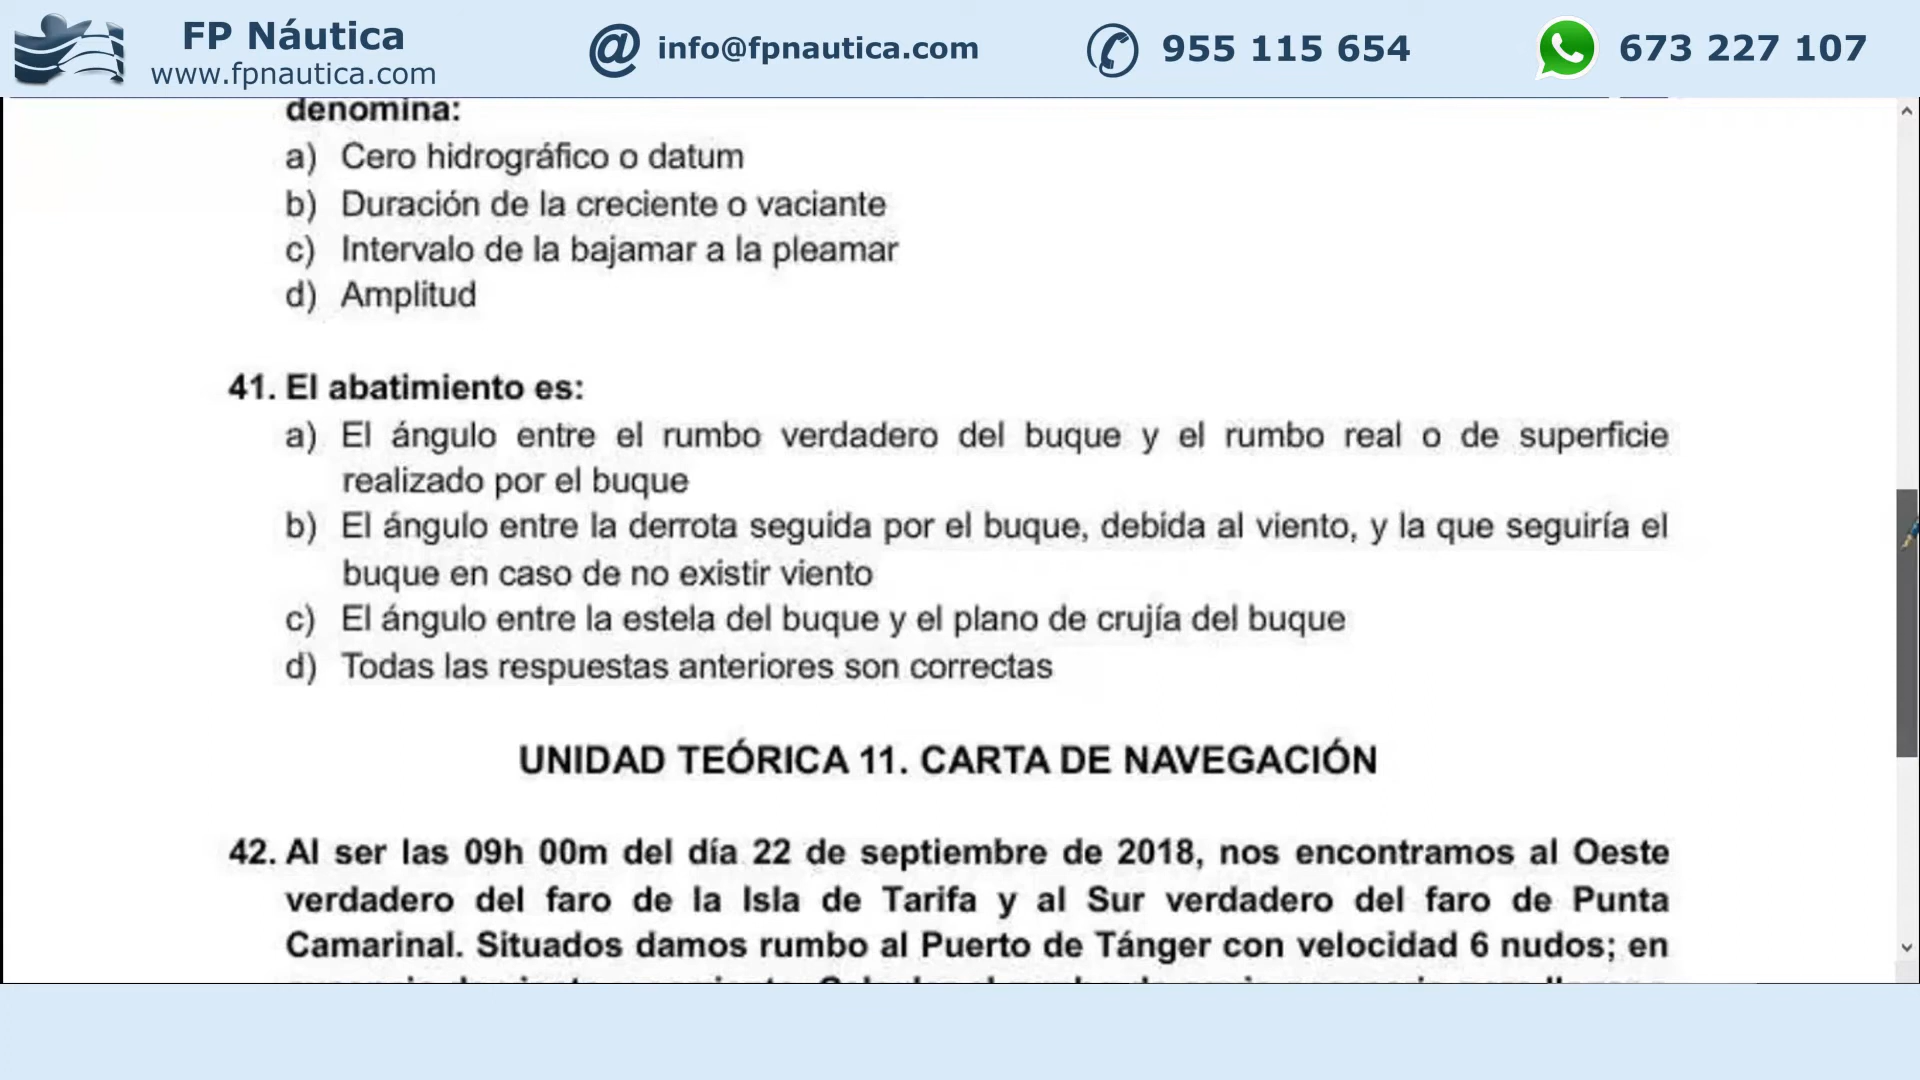 FP Náutica
www.fpnautica.com
@ info@fpnautica.com
955 115 654
673 227 107
denomina:
a) Cero hidrográfico o datum
b) Duración de la creciente o vaciante
c) Intervalo de la bajamar a la pleamar
d) Amplitud
41. El abatimiento es:
a) El ángulo entre el rumbo verdadero del buque y el rumbo real o de superficie
realizado por el buque
b) El ángulo entre la derrota seguida por el buque, debida al viento, y la que seguiría el
buque en caso de no existir viento
c) El ángulo entre la estela del buque y el plano de crujía del buque
d) Todas las respuestas anteriores son correctas
UNIDAD TEÓRICA 11. CARTA DE NAVEGACIÓN
42. Al ser las 09h 00m del día 22 de septiembre de 2018, nos encontramos al Oeste
verdadero del faro de la Isla de Tarifa y al Sur verdadero del faro de Punta
Camarinal. Situados damos rumbo al Puerto de Tánger con velocidad 6 nudos; en